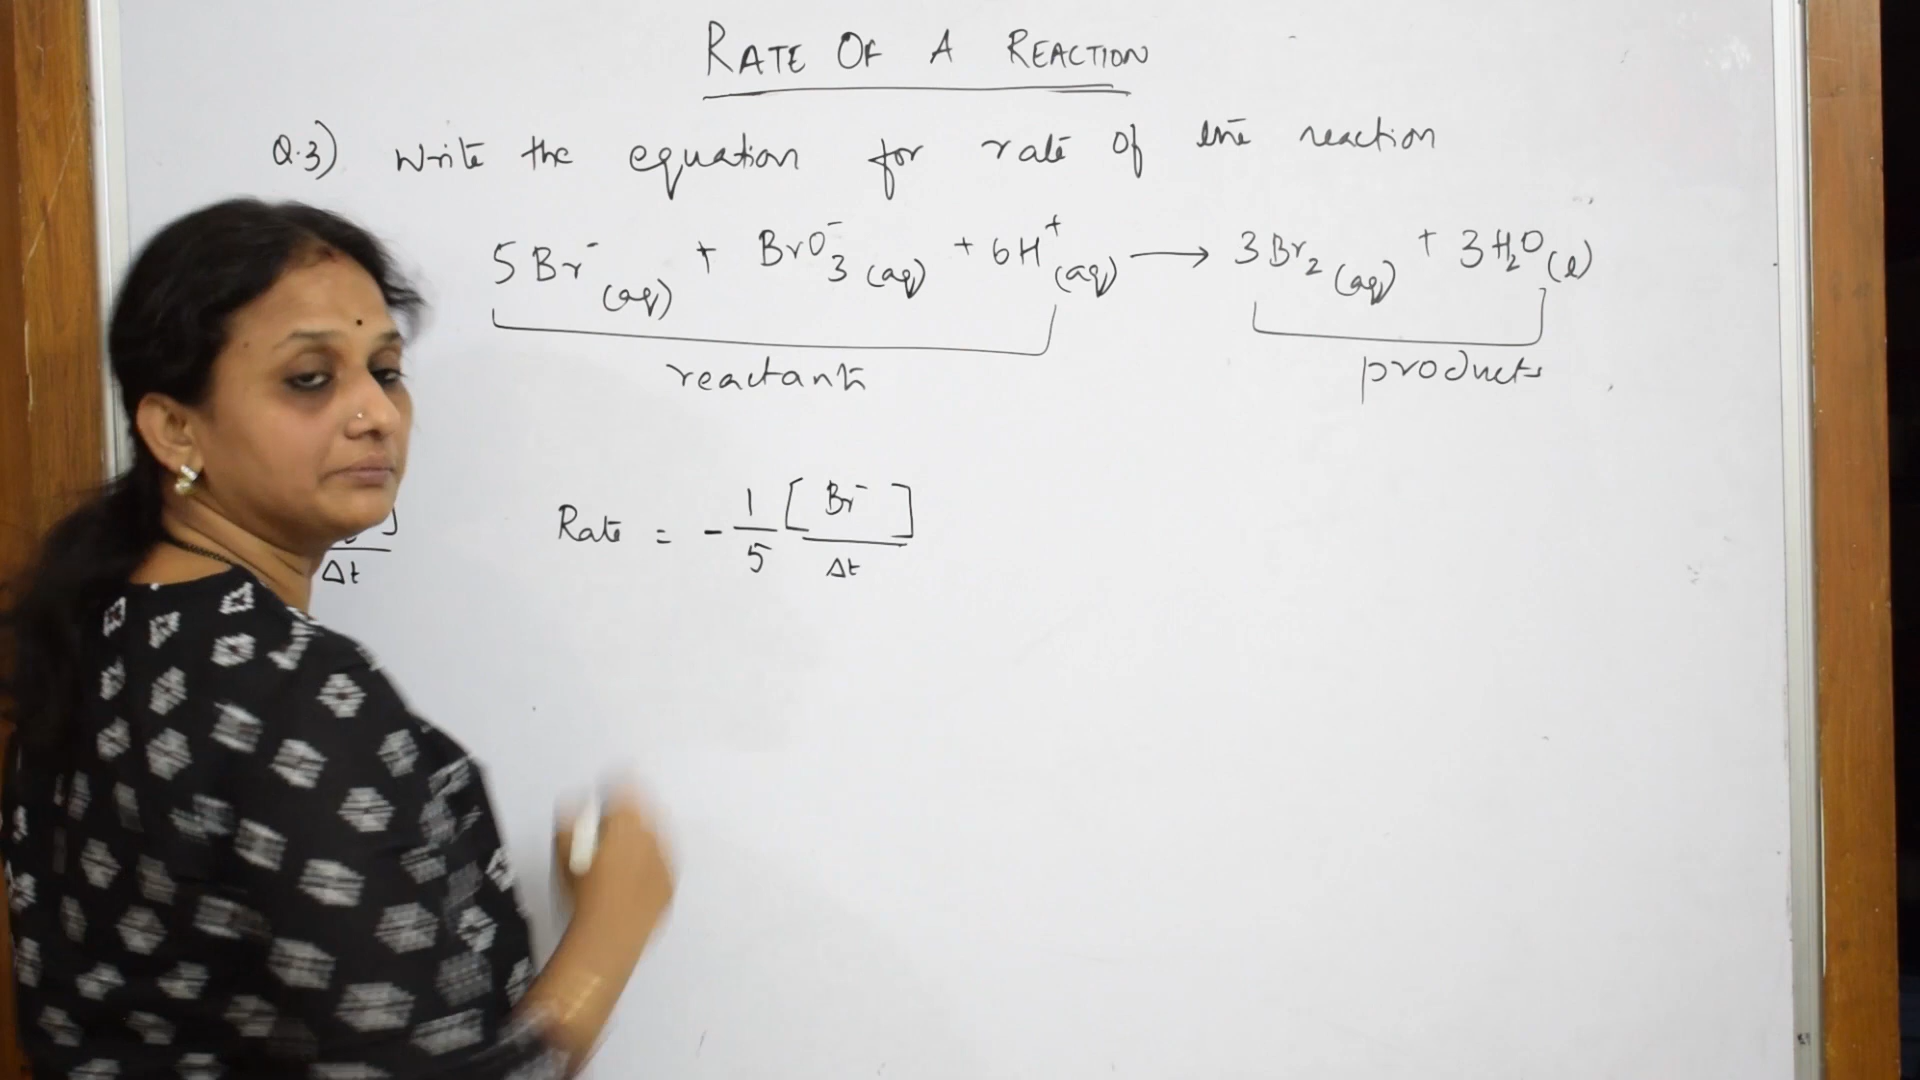 RATE OF A REACTION
Q.3) Write the equation for rate of the reaction
5Br⁻(aq) + BrO₃⁻(aq) + 6H⁺(aq) ⟶ 3Br₂(aq) + 3H₂O(l)
reactants products
Δt
Rate = -1/5 [Br⁻]/Δt